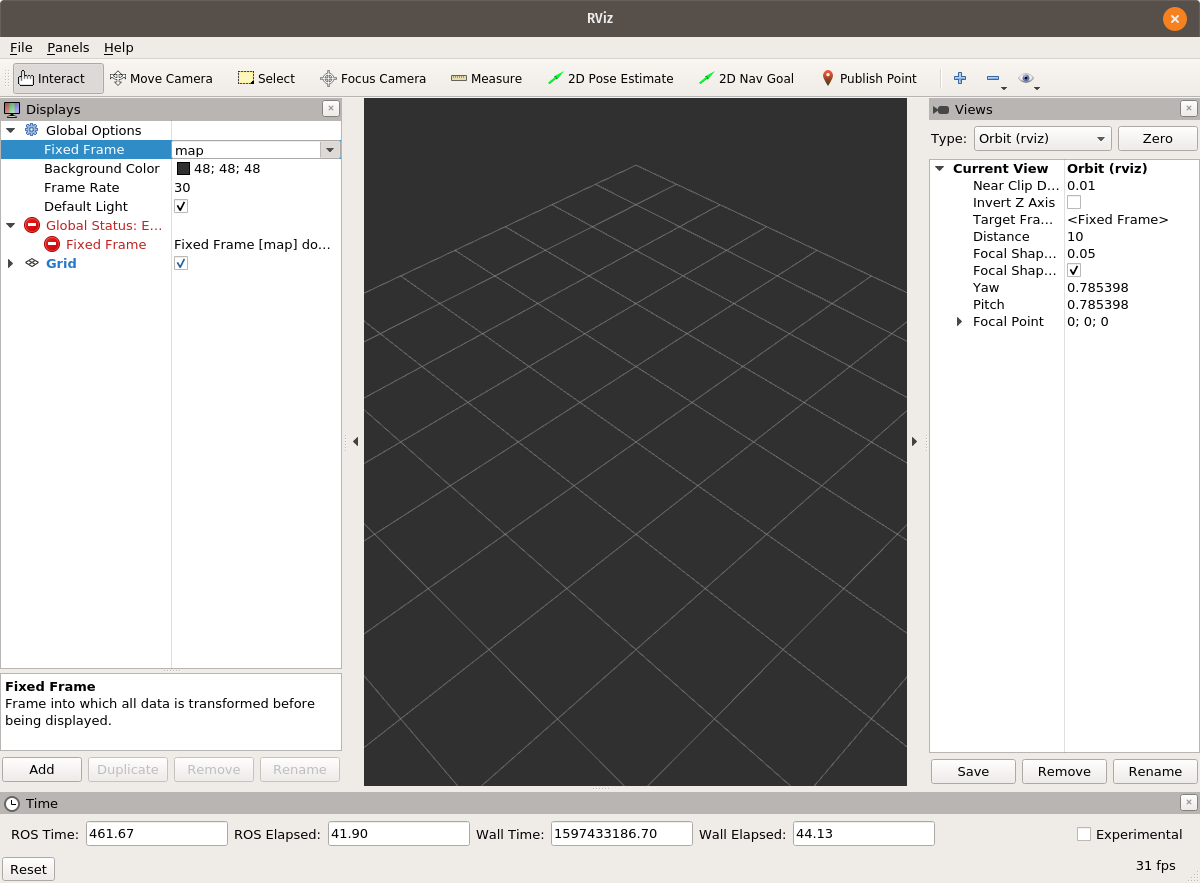 RViz
File Panels Help
Interact Move Camera Select Focus Camera Measure 2D Pose Estimate 2D Nav Goal Publish Point
Displays
Global Options
Fixed Frame map
Background Color 48; 48; 48
Frame Rate 30
Default Light
Global Status: E...
Fixed Frame Fixed Frame [map] do...
Grid
Fixed Frame
Frame into which all data is transformed before
being displayed.
Add Duplicate Remove Rename
Views
Type: Orbit (rviz) Zero
Current View Orbit (rviz)
Near Clip D... 0.01
Invert Z Axis
Target Fra... <Fixed Frame>
Distance 10
Focal Shap... 0.05
Focal Shap...
Yaw 0.785398
Pitch 0.785398
Focal Point 0; 0; 0
Save Remove Rename
Time
ROS Time: 461.67 ROS Elapsed: 41.90 Wall Time: 1597433186.70 Wall Elapsed: 44.13 Experimental
Reset 31 fps